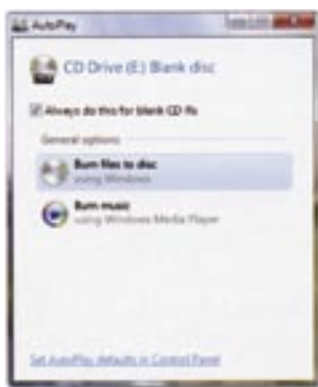 AutoPlay
CD Drive (E:) Blank disc
Always do this for blank CD-Rs
General options
Burn files to disc
using Windows
Burn music
using Windows Media Player
Set AutoPlay defaults in Control Panel